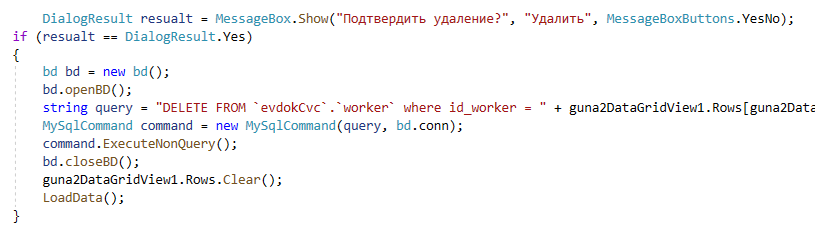 DialogResult resualt = MessageBox.Show("Подтвердить удаление?", "Удалить", MessageBoxButtons.YesNo);
if (resualt == DialogResult.Yes)
{
bd bd = new bd();
bd.openBD();
string query = "DELETE FROM `evdokCvc`.`worker` where id_worker = " + guna2DataGridView1.Rows[guna2Data
MySqlCommand command = new MySqlCommand(query, bd.conn);
command.ExecuteNonQuery();
bd.closeBD();
guna2DataGridView1.Rows.Clear();
LoadData();
}